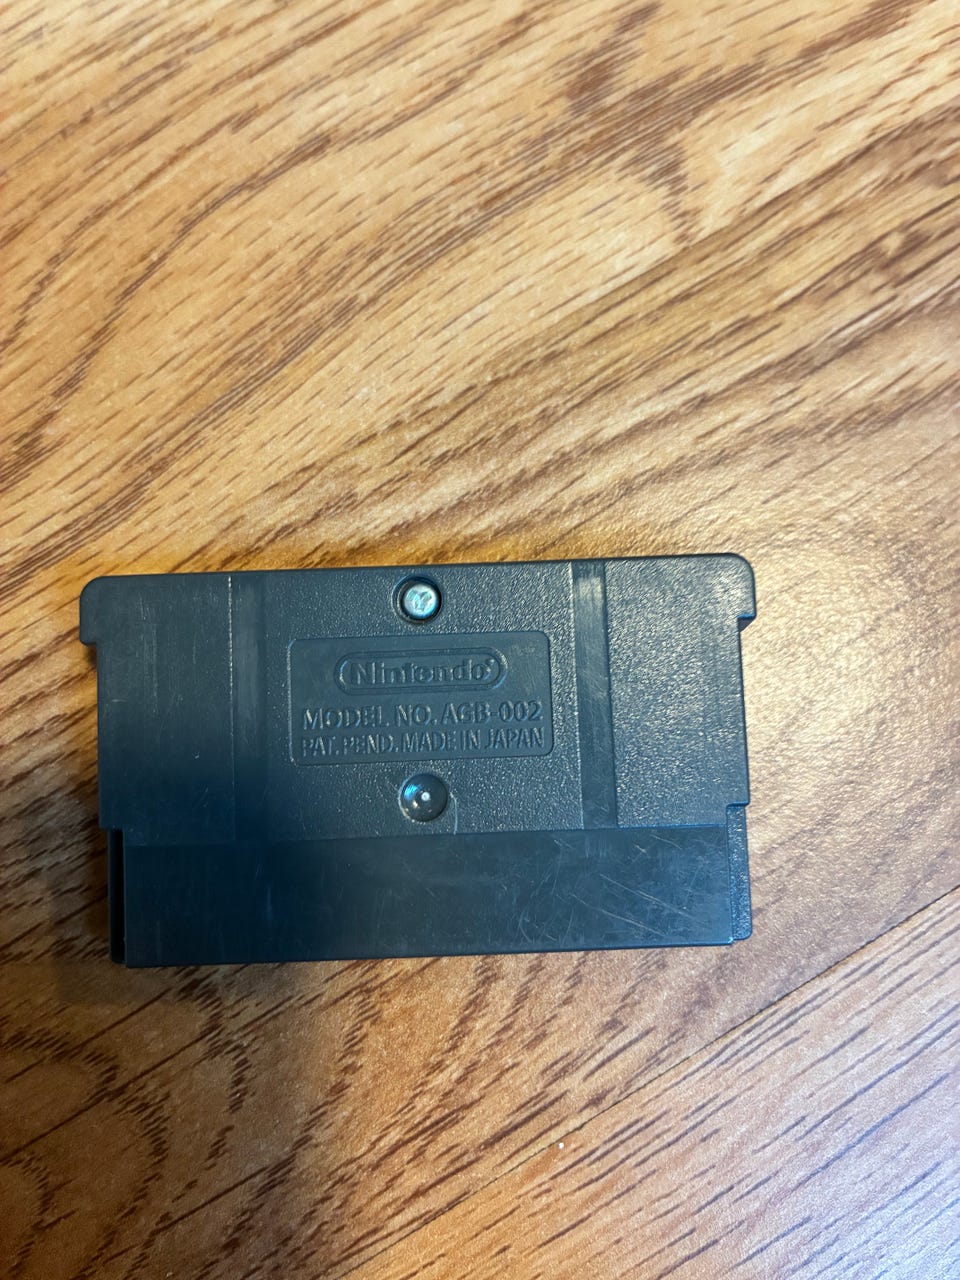 Nintendo®
MODEL NO. AGB-002
PAT. PEND. MADE IN JAPAN